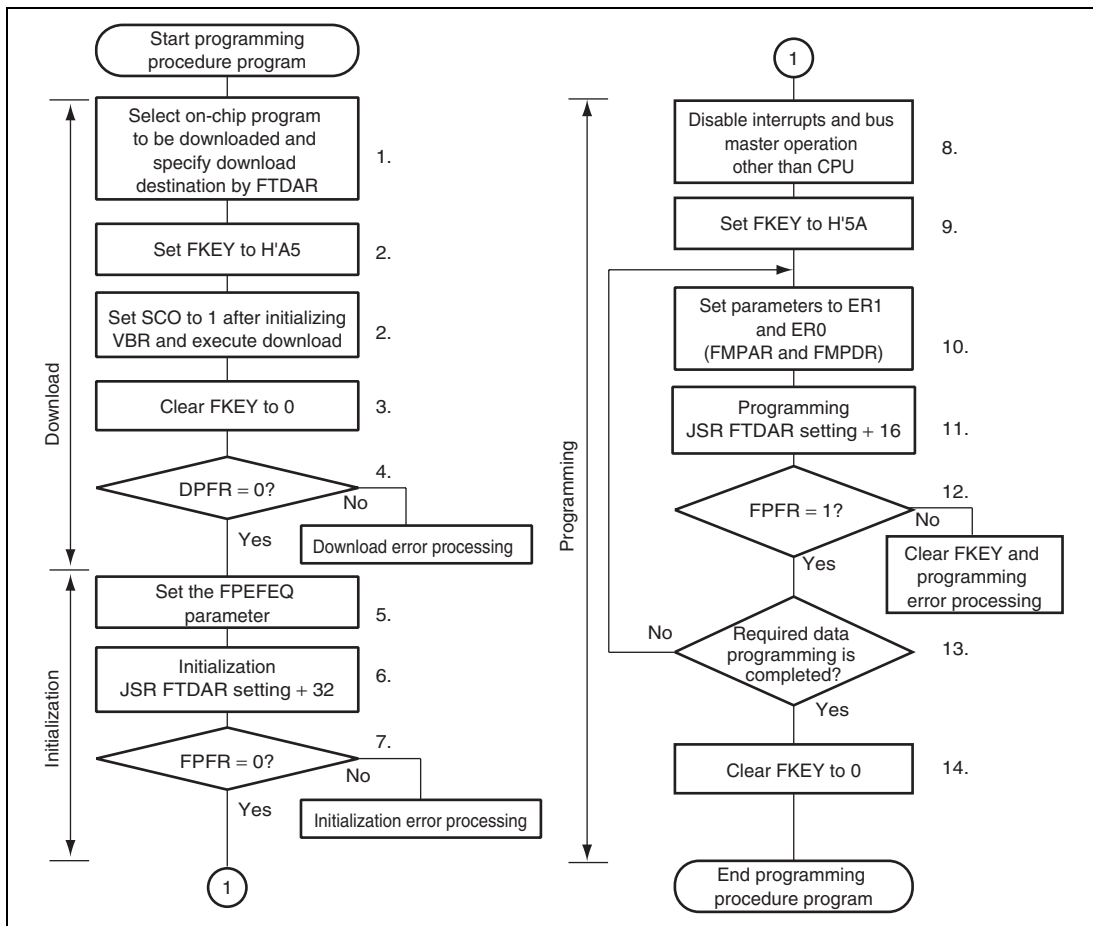 Start programming
procedure program
Download
Select on-chip program
to be downloaded and
specify download
destination by FTDAR
1.
Set FKEY to H'A5
2.
Set SCO to 1 after initializing
VBR and execute download
2.
Clear FKEY to 0
3.
DPFR = 0?
4.
No
Yes
Download error processing
Initialization
Set the FPEFEQ
parameter
5.
Initialization
JSR FTDAR setting + 32
6.
FPFR = 0?
7.
No
Yes
Initialization error processing
1
1
Programming
Disable interrupts and bus
master operation
other than CPU
8.
Set FKEY to H'5A
9.
Set parameters to ER1
and ER0
(FMPAR and FMPDR)
10.
Programming
JSR FTDAR setting + 16
11.
FPFR = 1?
12.
No
Yes
Clear FKEY and
programming
error processing
No
Required data
programming is
completed?
13.
Yes
Clear FKEY to 0
14.
End programming
procedure program